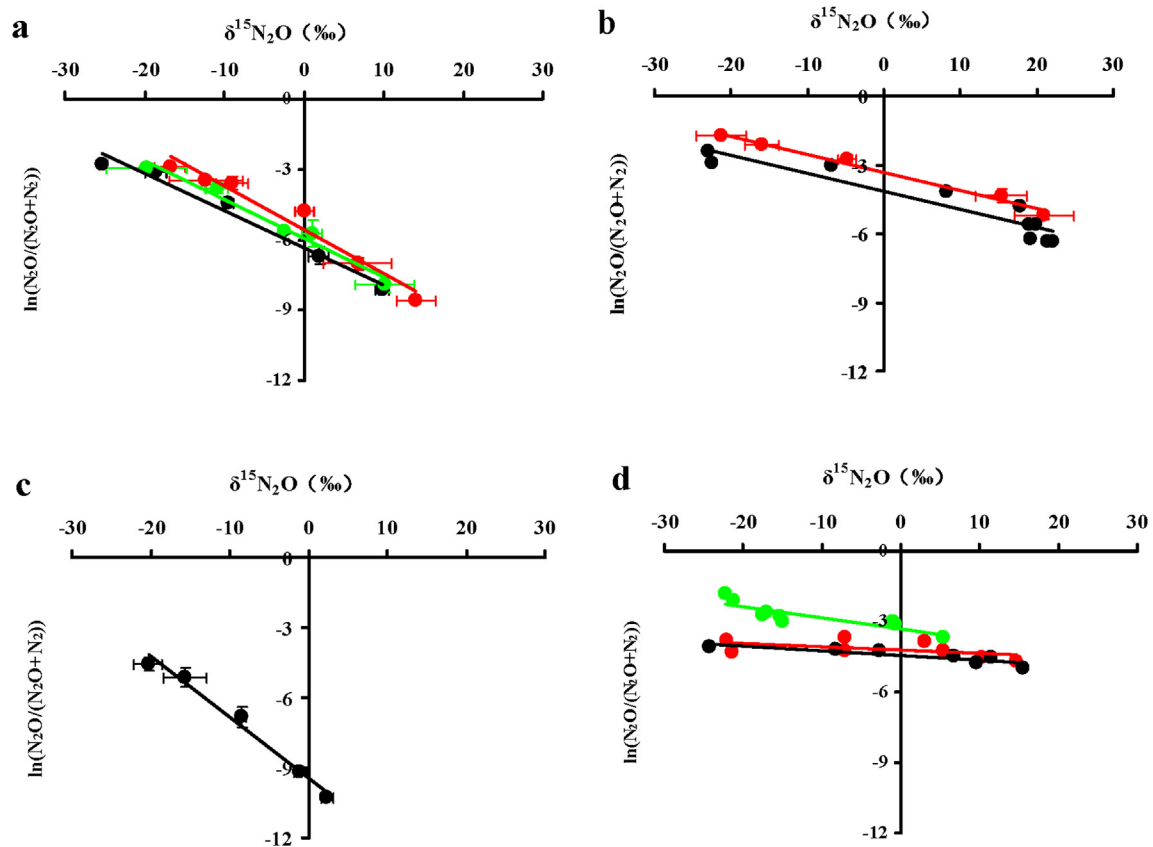 a
δ¹⁵N₂O（‰）
-30 -20 -10 0 10 20 30
0
-3
-6
-9
-12
ln(N₂O/(N₂O+N₂))
b
δ¹⁵N₂O（‰）
-30 -20 -10 0 10 20 30
0
-3
-6
-9
-12
ln(N₂O/(N₂O+N₂))
c
δ¹⁵N₂O（‰）
-30 -20 -10 0 10 20 30
0
-3
-6
-9
-12
ln(N₂O/(N₂O+N₂))
d
δ¹⁵N₂O（‰）
-30 -20 -10 0 10 20 30
0
-3
-6
-9
-12
ln(N₂O/(N₂O+N₂))